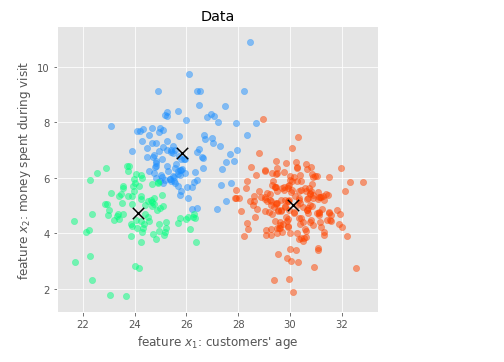 Data
feature x₂: money spent during visit
10
8
6
4
2
22 24 26 28 30 32
feature x₁: customers' age